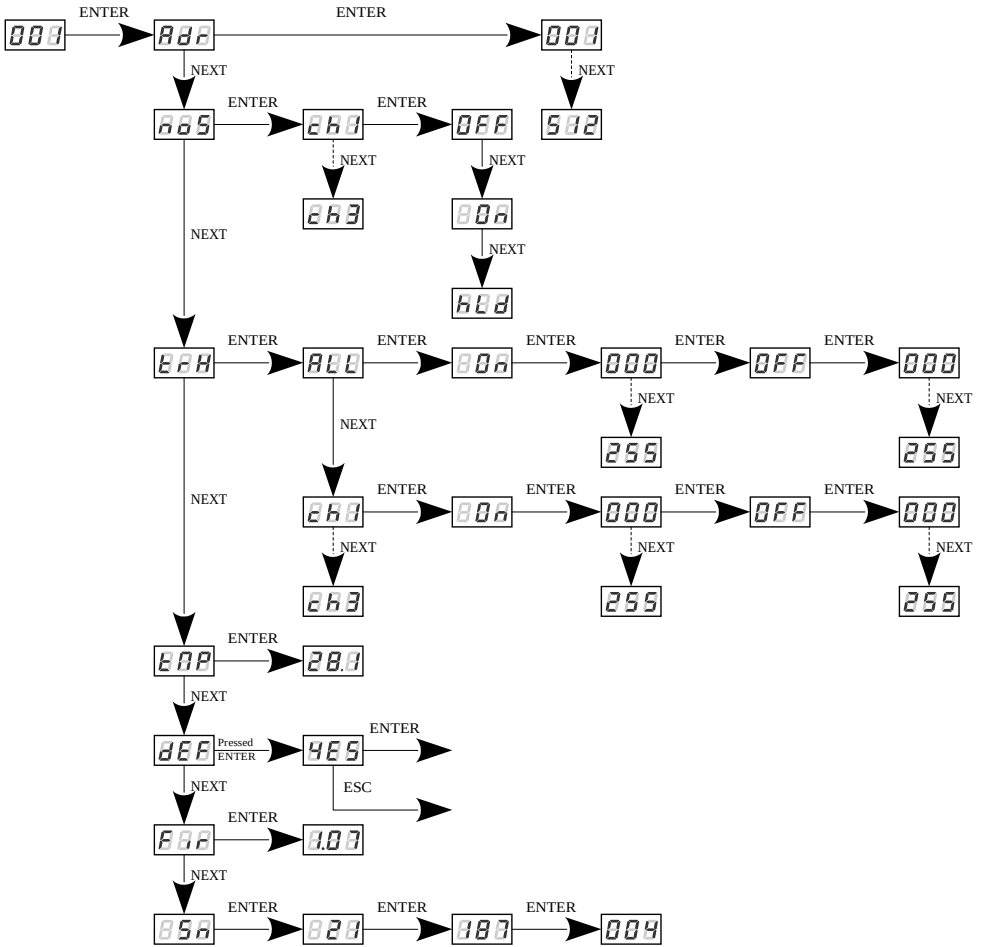 ENTER ENTER
001 Adr 001
NEXT NEXT
ENTER ENTER
noS ch1 OFF 512
NEXT NEXT
ch3 On
NEXT NEXT
hLd
ENTER ENTER ENTER ENTER ENTER
trH ALL On 000 OFF 000
NEXT NEXT
NEXT
255 255
ENTER ENTER ENTER ENTER
NEXT
ch1 On 000 OFF 000
NEXT NEXT NEXT
ch3 255 255
ENTER
tMP 28.1
NEXT
ENTER
Pressed
dEF YES
ENTER
NEXT ESC
ENTER
Fir 1.07
NEXT
ENTER ENTER ENTER
Sn 21 187 004